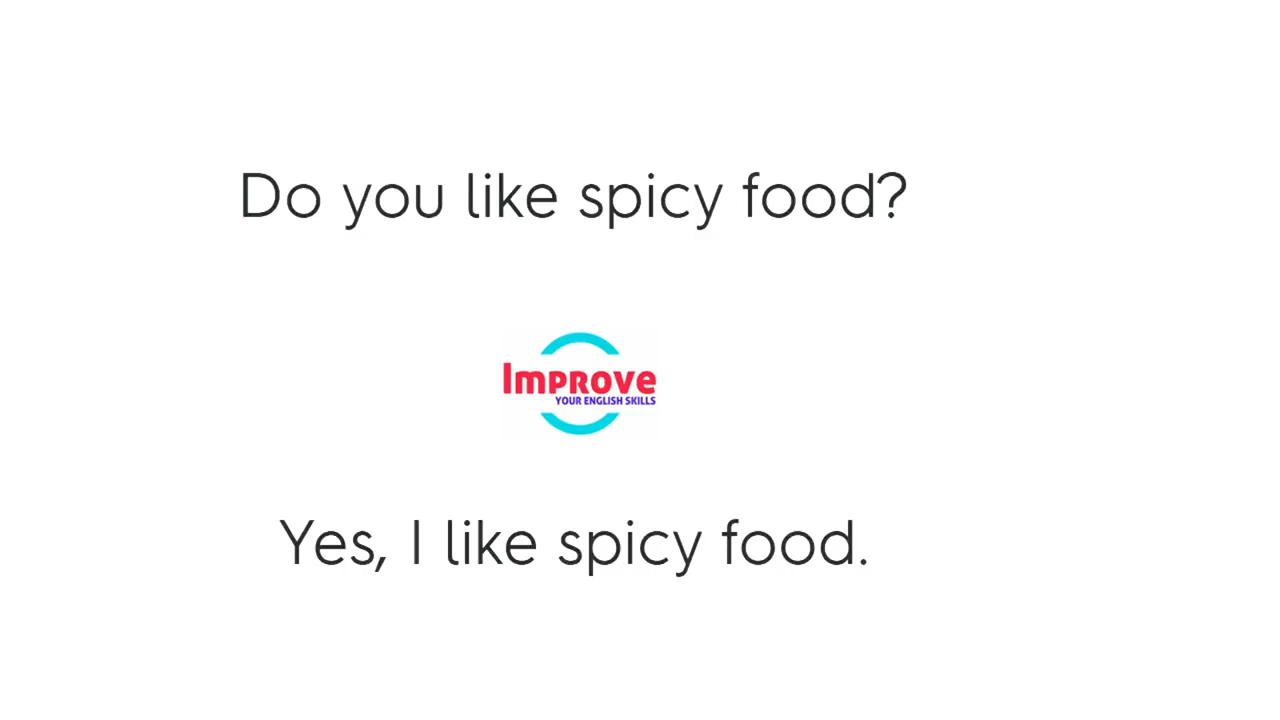 Do you like spicy food?
Improve
YOUR ENGLISH SKILLS
Yes, I like spicy food.